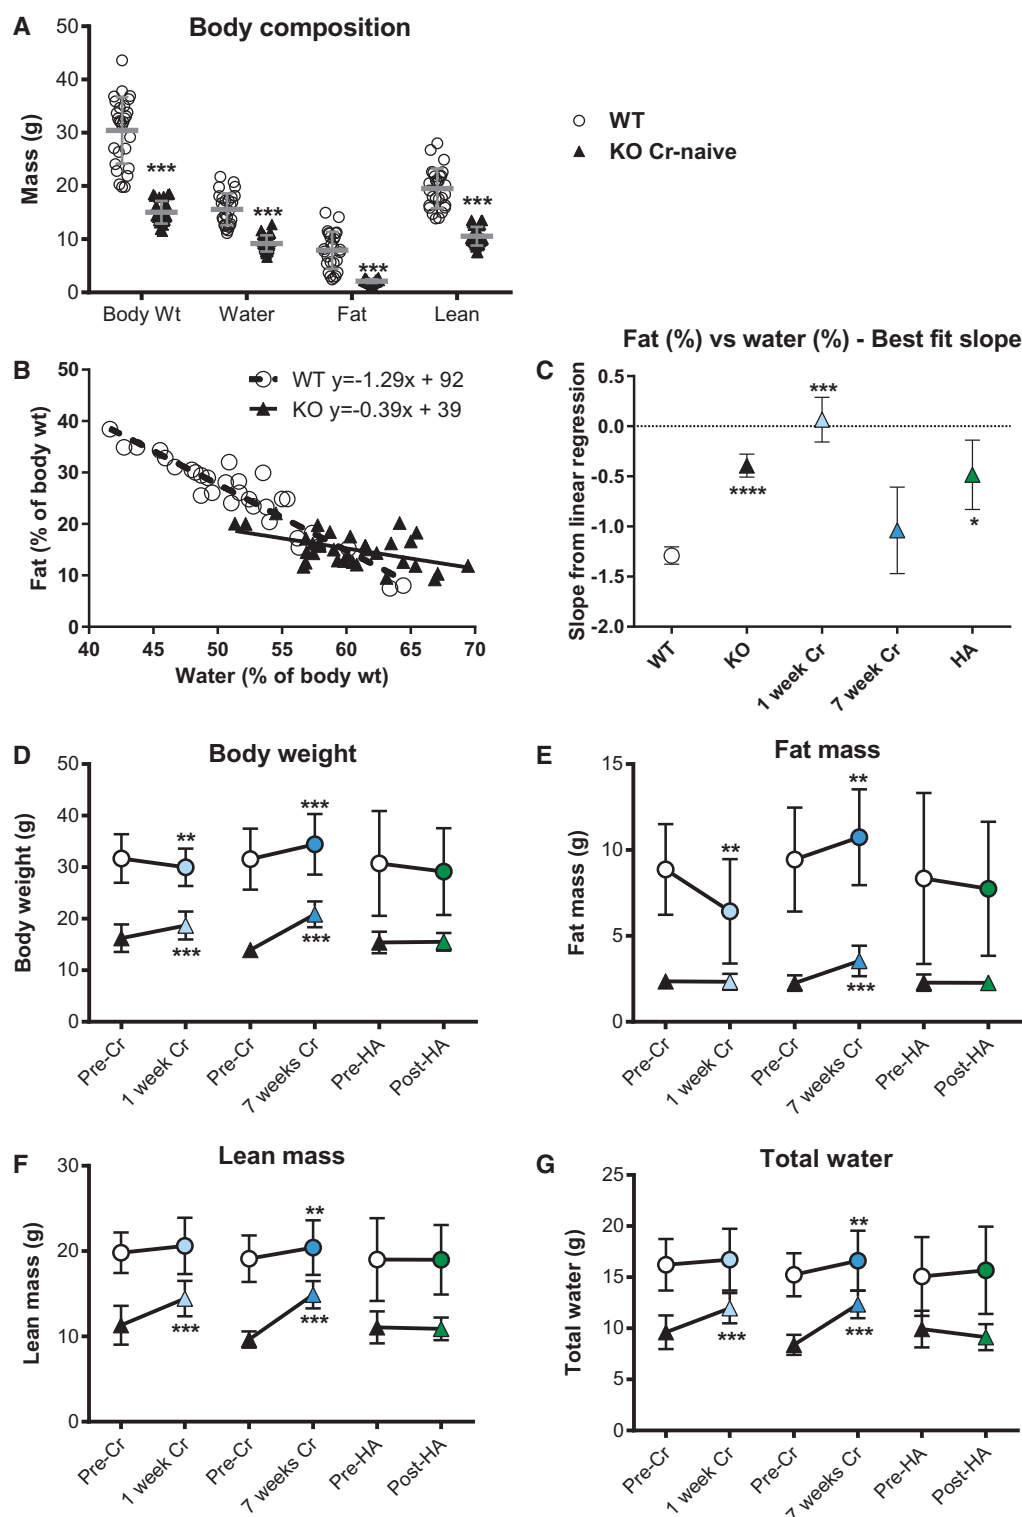 A
Body composition
Mass (g)
50
40
30
20
10
0
***
***
***
***
Body Wt
Water
Fat
Lean
WT
KO Cr-naive
B
Fat (% of body wt)
50
40
30
20
10
0
WT y=-1.29x + 92
KO y=-0.39x + 39
40
45
50
55
60
65
70
Water (% of body wt)
Fat (%) vs water (%) - Best fit slope
C
Slope from linear regression
0.5
0.0
-0.5
-1.0
-1.5
-2.0
****
***
*
WT
KO
1 week Cr
7 week Cr
HA
D
Body weight
Body weight (g)
50
40
30
20
10
0
**
***
***
***
Pre-Cr
1 week Cr
Pre-Cr
7 weeks Cr
Pre-HA
Post-HA
E
Fat mass
Fat mass (g)
15
10
5
0
**
**
***
Pre-Cr
1 week Cr
Pre-Cr
7 weeks Cr
Pre-HA
Post-HA
F
Lean mass
Lean mass (g)
30
20
10
0
**
***
***
Pre-Cr
1 week Cr
Pre-Cr
7 weeks Cr
Pre-HA
Post-HA
G
Total water
Total water (g)
25
20
15
10
5
0
**
***
***
Pre-Cr
1 week Cr
Pre-Cr
7 weeks Cr
Pre-HA
Post-HA